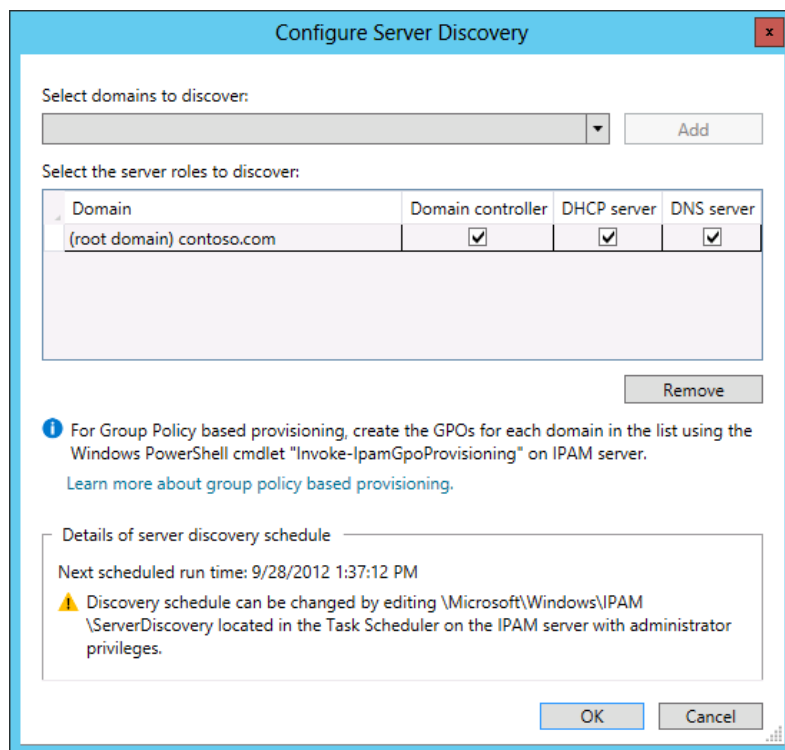 Configure Server Discovery
x
Select domains to discover:
Add
Select the server roles to discover:
Domain Domain controller DHCP server DNS server
(root domain) contoso.com
Remove
For Group Policy based provisioning, create the GPOs for each domain in the list using the
Windows PowerShell cmdlet "Invoke-IpamGpoProvisioning" on IPAM server.
Learn more about group policy based provisioning.
Details of server discovery schedule
Next scheduled run time: 9/28/2012 1:37:12 PM
Discovery schedule can be changed by editing \Microsoft\Windows\IPAM
\ServerDiscovery located in the Task Scheduler on the IPAM server with administrator
privileges.
OK Cancel